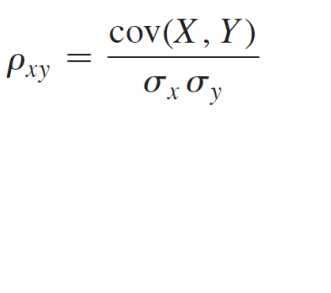 ρxy = cov(X, Y) / σx σy